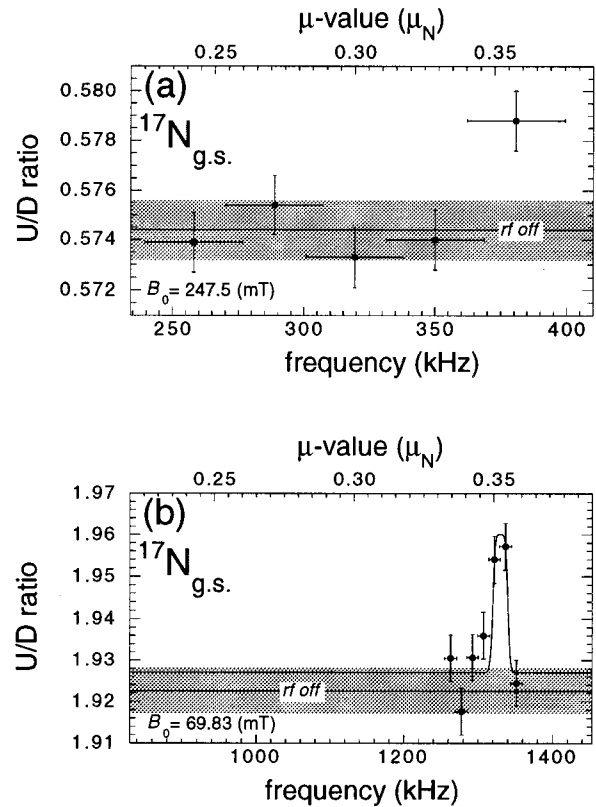 μ-value (μN)
0.25 0.30 0.35
(a)
17Ng.s.
0.580
0.578
0.576
0.574
0.572
U/D ratio
rf off
B0= 247.5 (mT)
250 300 350 400
frequency (kHz)
μ-value (μN)
0.25 0.30 0.35
(b)
17Ng.s.
1.97
1.96
1.95
1.94
1.93
1.92
1.91
U/D ratio
rf off
B0= 69.83 (mT)
1000 1200 1400
frequency (kHz)